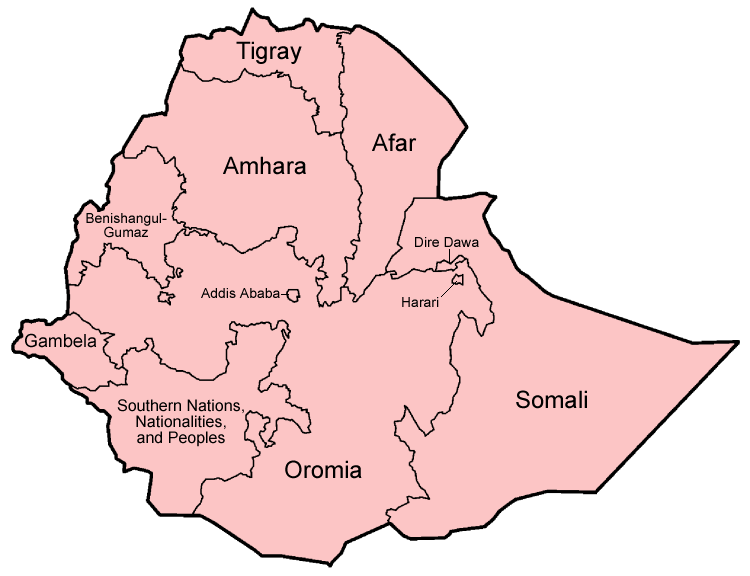 Tigray
Afar
Amhara
Benishangul-
Gumaz
Dire Dawa
Addis Ababa
Harari
Gambela
Somali
Southern Nations,
Nationalities,
and Peoples
Oromia